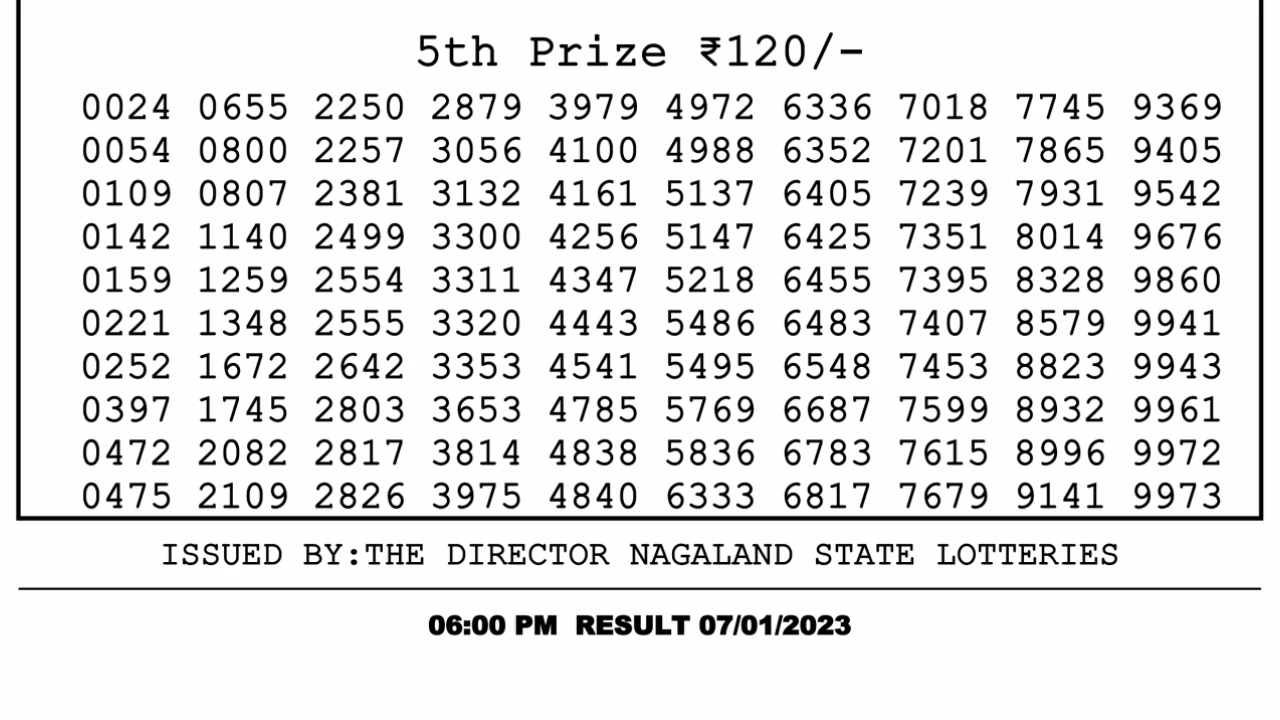 5th Prize ₹120/-
0024 0655 2250 2879 3979 4972 6336 7018 7745 9369
0054 0800 2257 3056 4100 4988 6352 7201 7865 9405
0109 0807 2381 3132 4161 5137 6405 7239 7931 9542
0142 1140 2499 3300 4256 5147 6425 7351 8014 9676
0159 1259 2554 3311 4347 5218 6455 7395 8328 9860
0221 1348 2555 3320 4443 5486 6483 7407 8579 9941
0252 1672 2642 3353 4541 5495 6548 7453 8823 9943
0397 1745 2803 3653 4785 5769 6687 7599 8932 9961
0472 2082 2817 3814 4838 5836 6783 7615 8996 9972
0475 2109 2826 3975 4840 6333 6817 7679 9141 9973
ISSUED BY:THE DIRECTOR NAGALAND STATE LOTTERIES
06:00 PM RESULT 07/01/2023